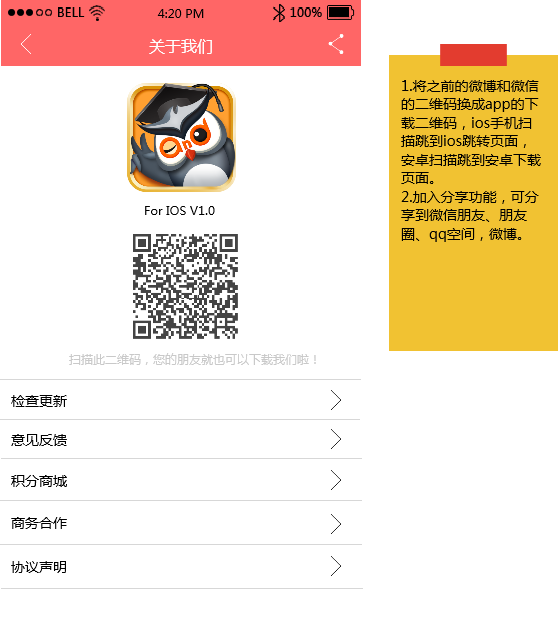 BELL
4:20 PM
100%
关于我们
For IOS V1.0
扫描此二维码，您的朋友就也可以下载我们啦！
检查更新
意见反馈
积分商城
商务合作
协议声明
1.将之前的微博和微信
的二维码换成app的下
载二维码，ios手机扫
描跳到ios跳转页面，
安卓扫描跳到安卓下载
页面。
2.加入分享功能，可分
享到微信朋友、朋友
圈、qq空间，微博。